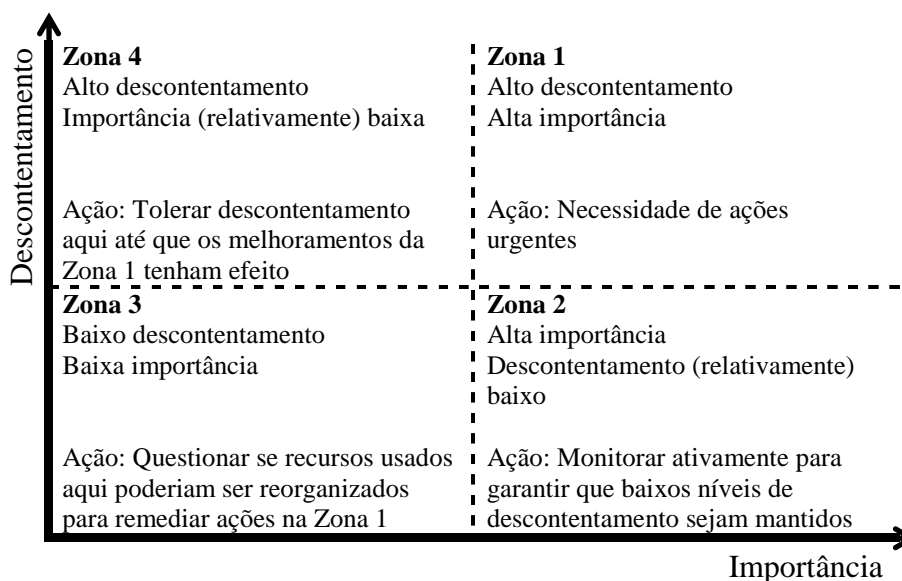 Descontentamento
Zona 4
Alto descontentamento
Importância (relativamente) baixa
Ação: Tolerar descontentamento
aqui até que os melhoramentos da
Zona 1 tenham efeito
Zona 1
Alto descontentamento
Alta importância
Ação: Necessidade de ações
urgentes
Zona 3
Baixo descontentamento
Baixa importância
Ação: Questionar se recursos usados
aqui poderiam ser reorganizados
para remediar ações na Zona 1
Zona 2
Alta importância
Descontentamento (relativamente)
baixo
Ação: Monitorar ativamente para
garantir que baixos níveis de
descontentamento sejam mantidos
Importância